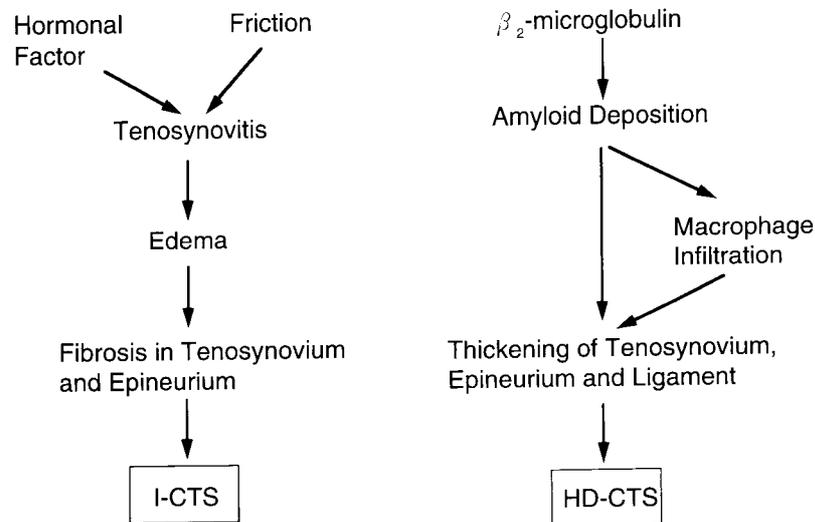 Hormonal
Factor
Friction
Tenosynovitis
Edema
Fibrosis in Tenosynovium
and Epineurium
I-CTS
β₂-microglobulin
Amyloid Deposition
Macrophage
Infiltration
Thickening of Tenosynovium,
Epineurium and Ligament
HD-CTS